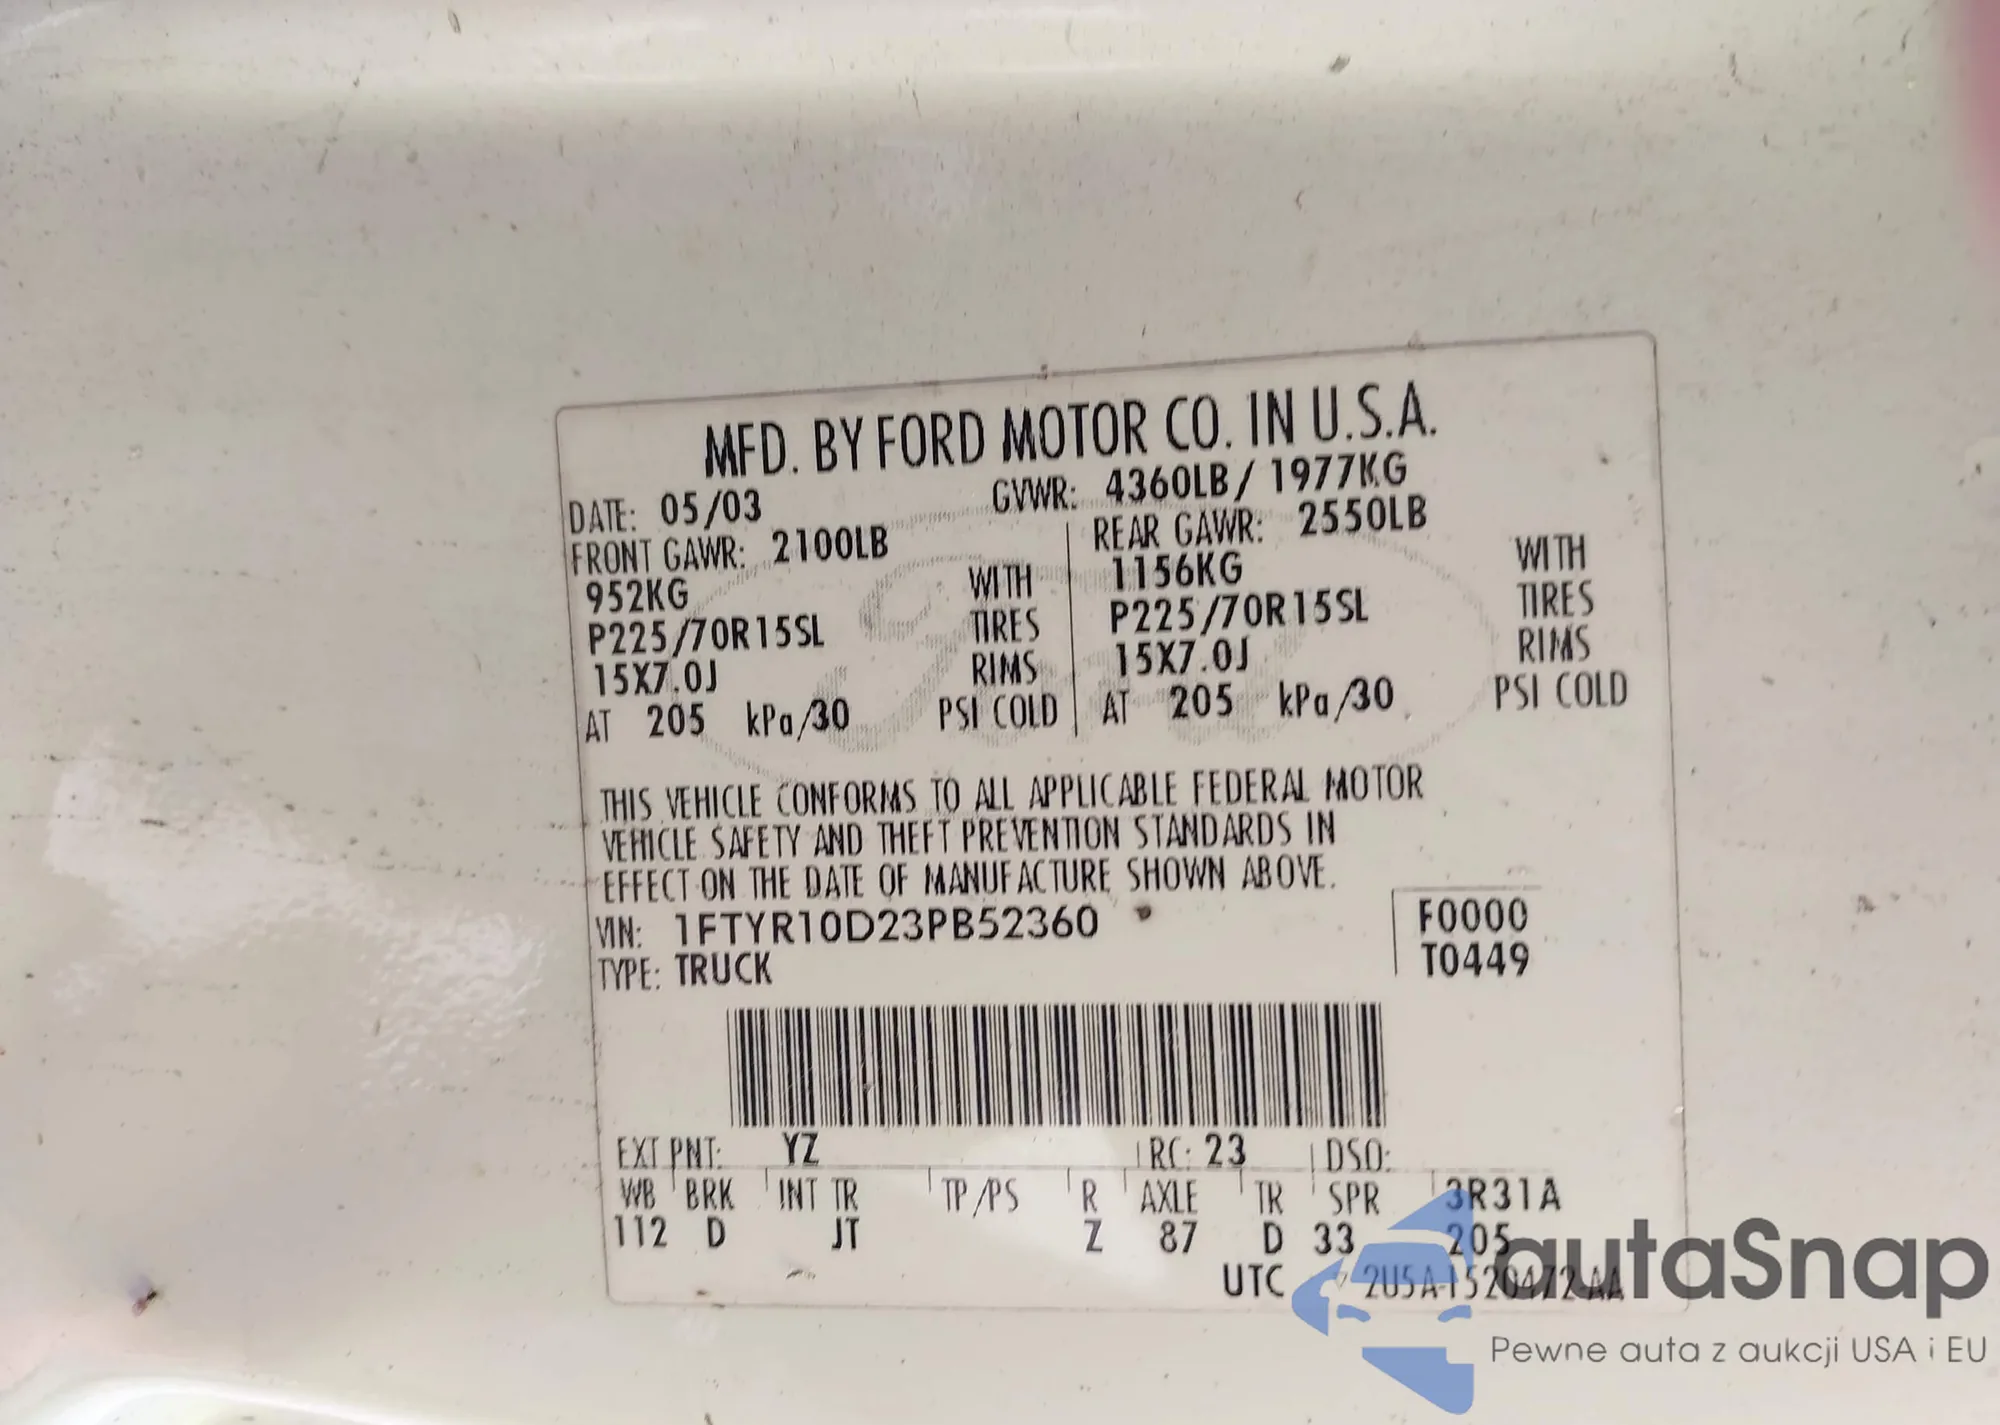 MFD. BY FORD MOTOR CO. IN U.S.A.
DATE: 05/03 GVWR: 4360LB/ 1977KG
FRONT GAWR: 2100LB REAR GAWR: 2550LB
952KG WITH 1156KG WITH
P225/70R15SL TIRES P225/70R15SL TIRES
15X7.0J RIMS 15X7.0J RIMS
AT 205 kPa/30 PSI COLD AT 205 kPa/30 PSI COLD
THIS VEHICLE CONFORMS TO ALL APPLICABLE FEDERAL MOTOR
VEHICLE SAFETY AND THEFT PREVENTION STANDARDS IN
EFFECT ON THE DATE OF MANUFACTURE SHOWN ABOVE.
VIN: 1FTYR10D23PB52360 F0000
TYPE: TRUCK T0449
EXT PNT: YZ RC: 23 DSO:
WB BRK INT TR TP/PS R AXLE TR SPR 3R31A
112 D JT Z 87 D 33 205
UTC 2U5A-1520472-AA
autaSnap
Pewne auta z aukcji USA i EU